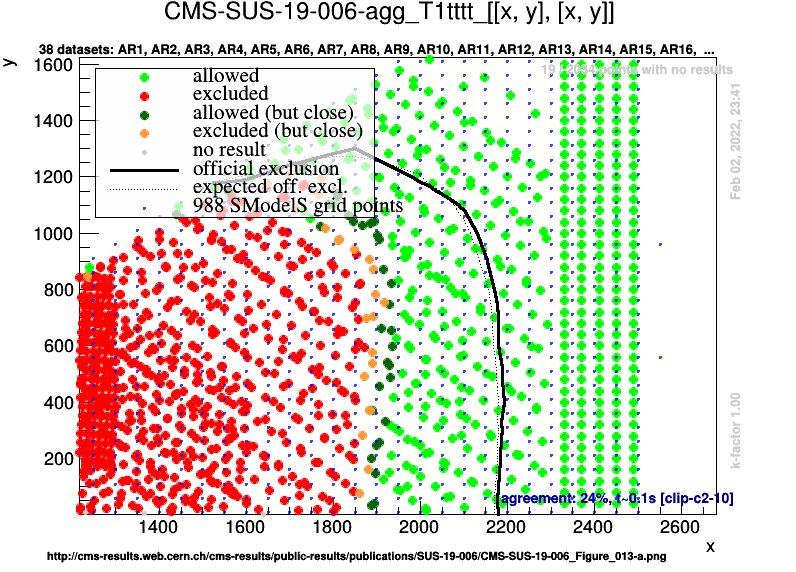 CMS-SUS-19-006-agg_T1tttt_[[x, y], [x, y]]
38 datasets: AR1, AR2, AR3, AR4, AR5, AR6, AR7, AR8, AR9, AR10, AR11, AR12, AR13, AR14, AR15, AR16, ...
y
points with no results
allowed
excluded
allowed (but close)
excluded (but close)
no result
official exclusion
expected off. excl.
988 SModelS grid points
1600
1400
1200
1000
800
600
400
200
Feb 02, 2022, 23:41
k-factor 1.00
agreement: 24%, t~0.1s [clip-c2-10]
1400 1600 1800 2000 2200 2400 2600
x
http://cms-results.web.cern.ch/cms-results/public-results/publications/SUS-19-006/CMS-SUS-19-006_Figure_013-a.png